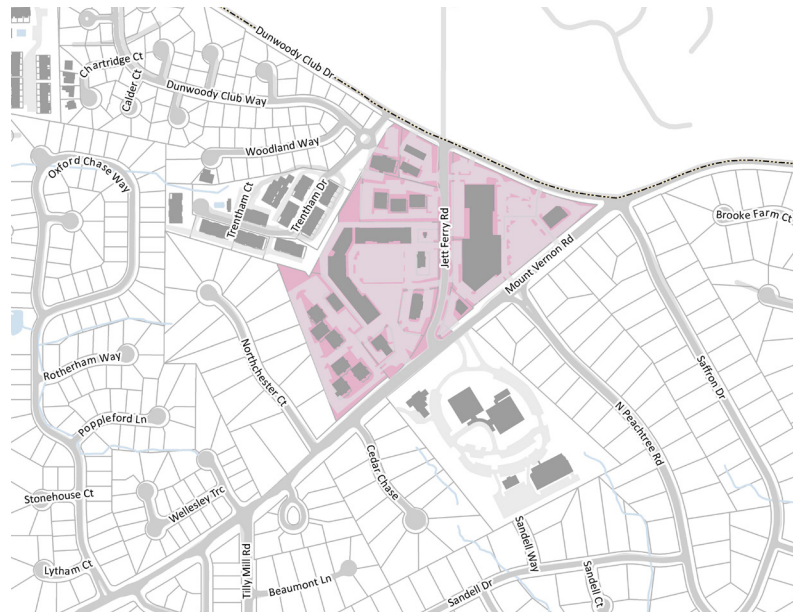 Dunwoody Club Dr
Chartridge Ct
Calder Ct
Dunwoody Club Way
Woodland Way
Oxford Chase Way
Trentham Ct
Trentham Dr
Jett Ferry Rd
Brooke Farm Ct
Mount Vernon Rd
Rotherham Way
Northchester Ct
Saffron Dr
Poppleford Ln
N Peachtree Rd
Cedar Chase
Stonehouse Ct
Wellesley Trc
Lytham Ct
Tilly Mill Rd
Beaumont Ln
Sandell Way
Sandell Dr
Sandell Ct